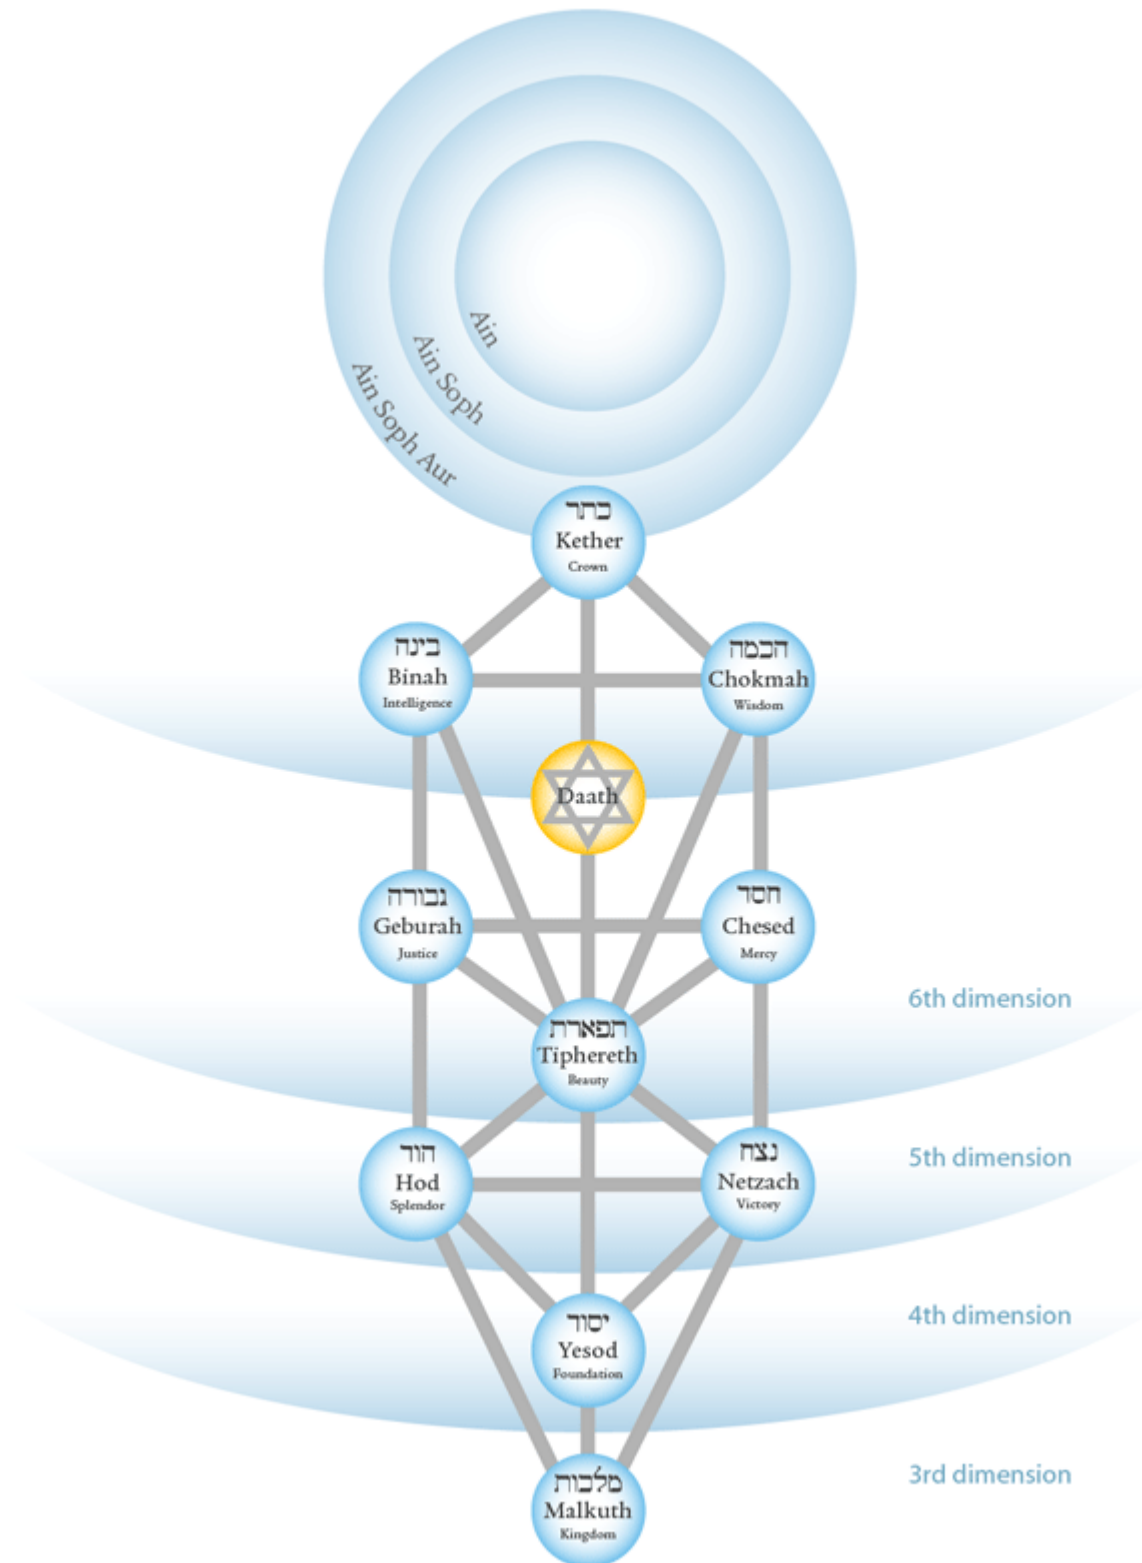 Ain
Ain Soph
Ain Soph Aur
כתר
Kether
Crown
בינה
Binah
Intelligence
הכמה
Chokmah
Wisdom
Daath
גבורה
Geburah
Justice
חסד
Chesed
Mercy
6th dimension
תפארת
Tiphereth
Beauty
הוד
Hod
Splendor
נצח
Netzach
Victory
5th dimension
יסוד
Yesod
Foundation
4th dimension
מלכות
Malkuth
Kingdom
3rd dimension